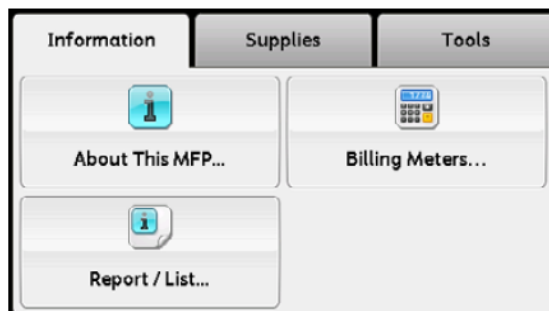 Information
Supplies
Tools
About This MFP...
Billing Meters...
Report / List...